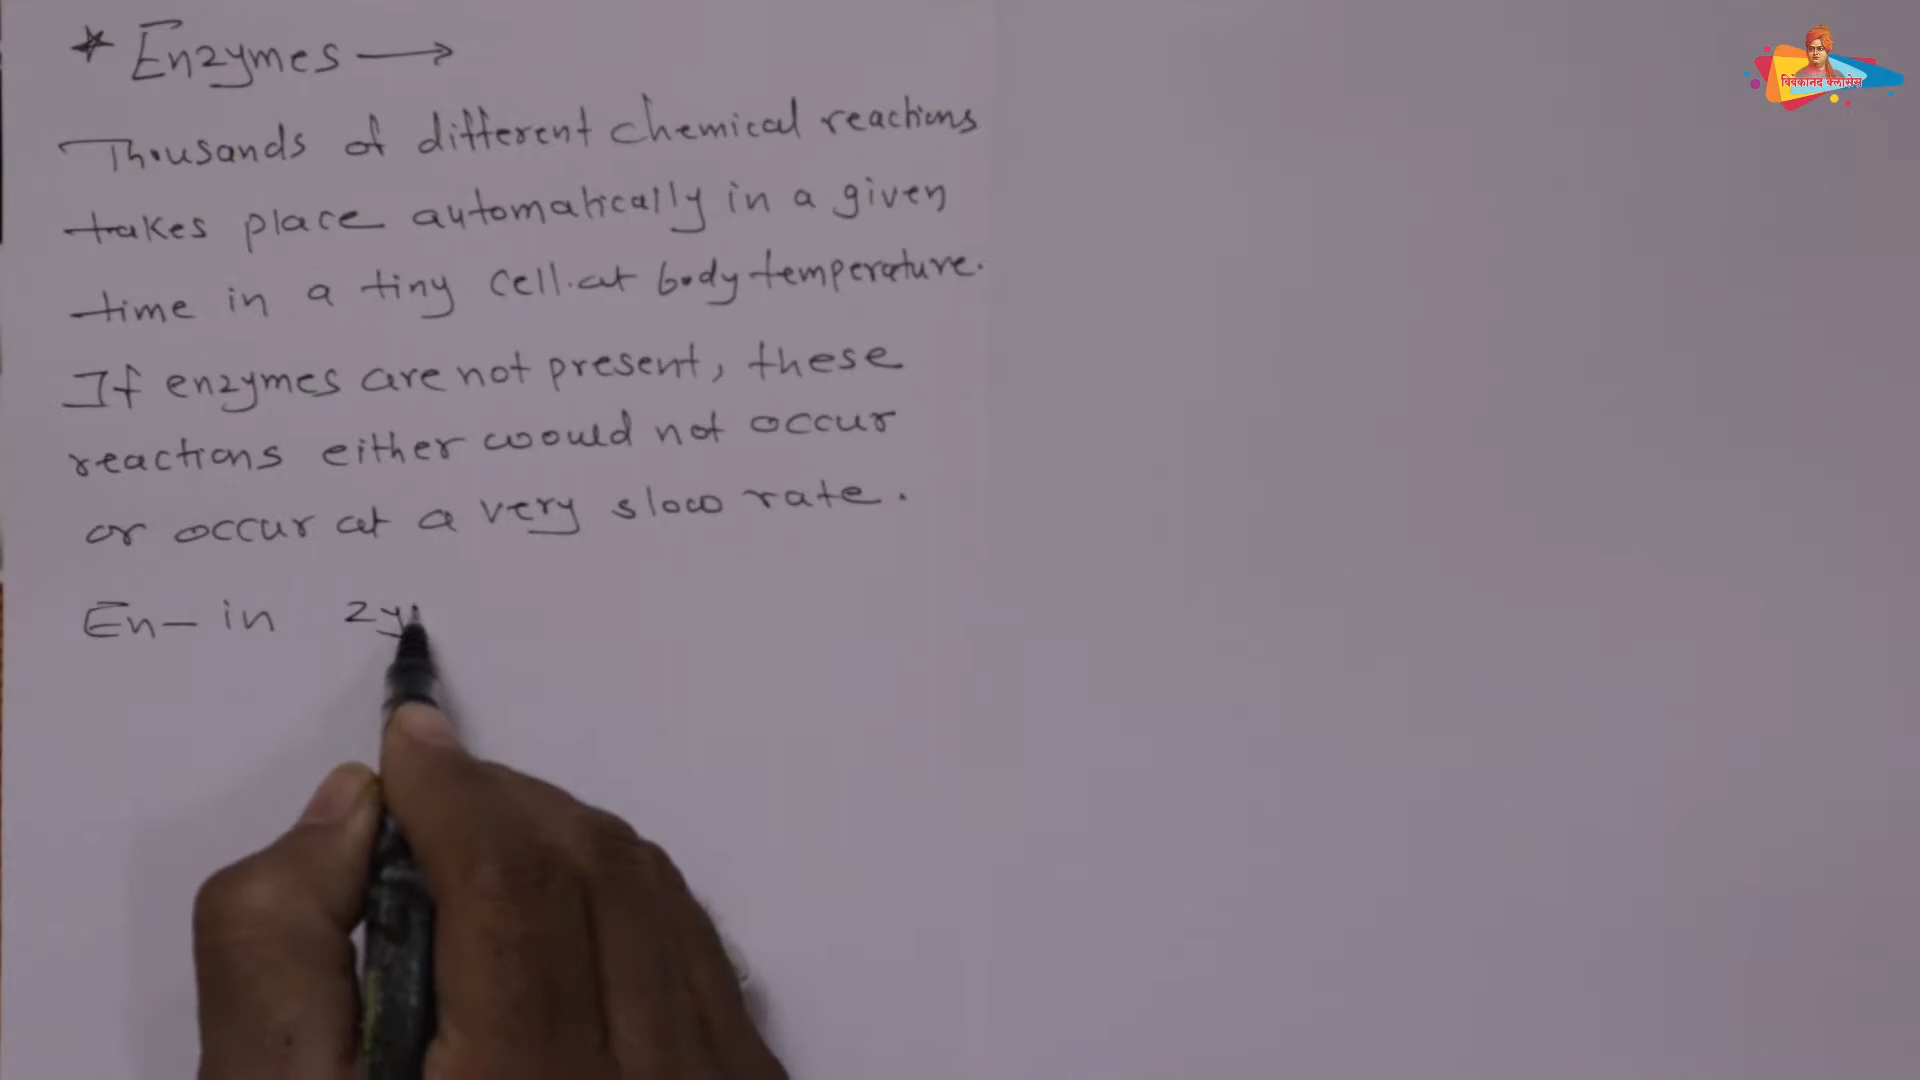 * Enzymes →
Thousands of different chemical reactions
takes place automatically in a given
time in a tiny cell.at body temperature.
If enzymes are not present, these
reactions either would not occur
or occur at a very slow rate.
En- in zy
विवेकानंद क्लासेस